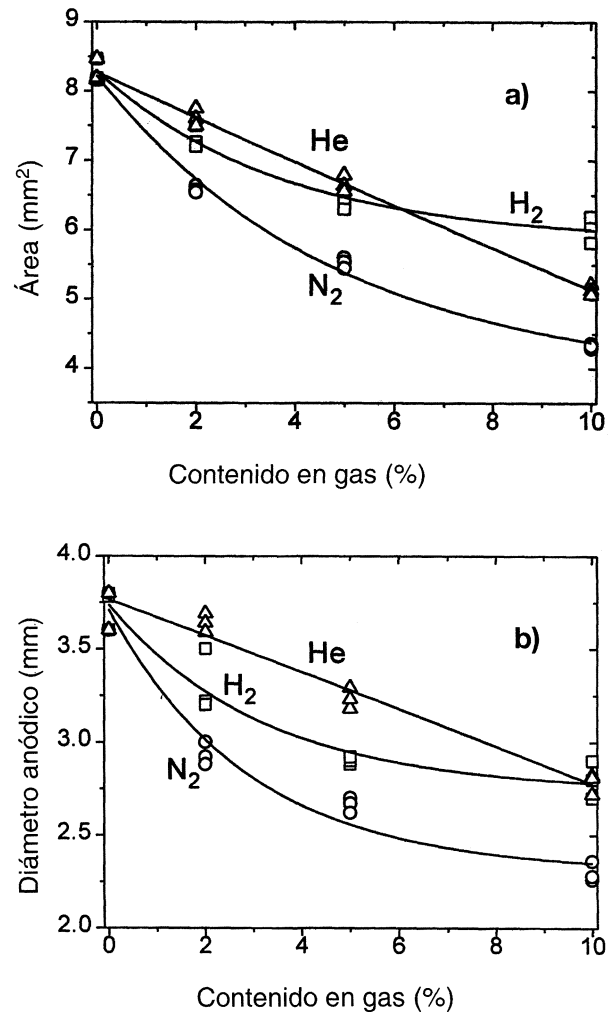 9
a)
8
He
7
Área (mm²)
H₂
6
N₂
5
4
0 2 4 6 8 10
Contenido en gas (%)
4.0
b)
3.5
He
H₂
Diámetro anódico (mm)
3.0
N₂
2.5
2.0
0 2 4 6 8 10
Contenido en gas (%)